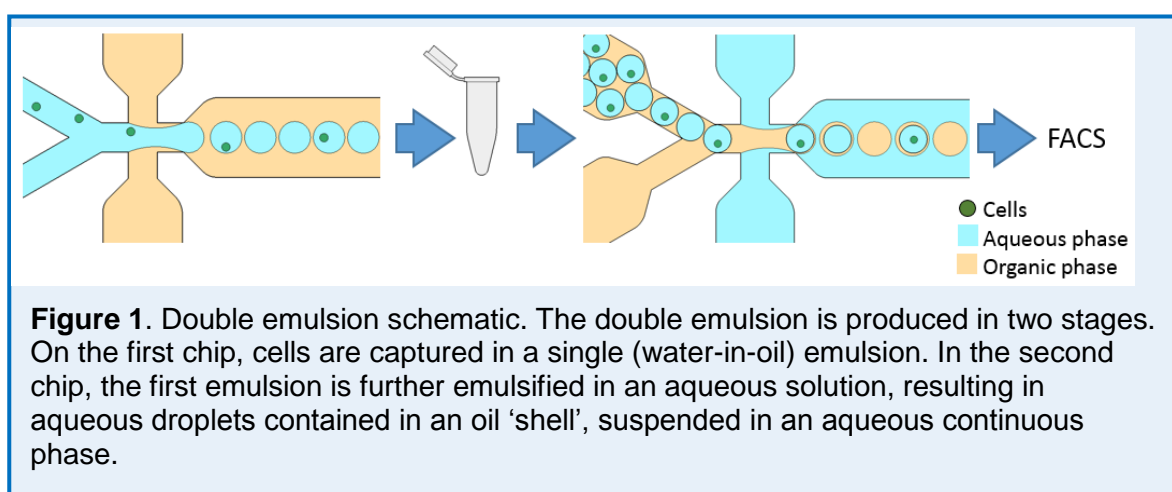 FACS
Cells
Aqueous phase
Organic phase
Figure 1. Double emulsion schematic. The double emulsion is produced in two stages.
On the first chip, cells are captured in a single (water-in-oil) emulsion. In the second
chip, the first emulsion is further emulsified in an aqueous solution, resulting in
aqueous droplets contained in an oil ‘shell’, suspended in an aqueous continuous
phase.